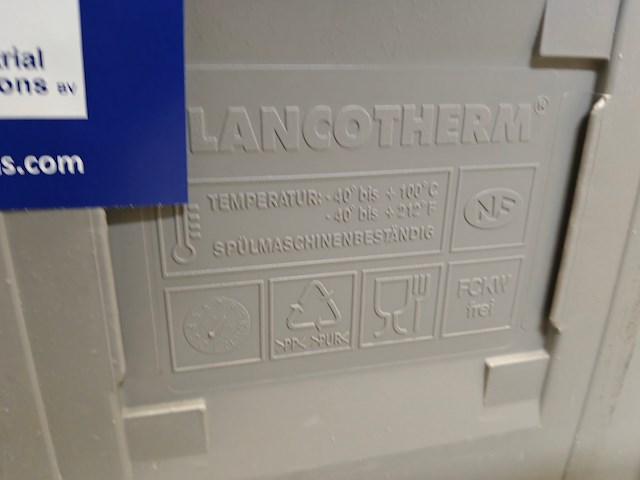 rial
ons BV
s.com
LANCOTHERM®
TEMPERATUR: -40° bis +100°C
-40° bis +212°F
SPÜLMASCHINENBESTÄNDIG
NF
>PP< >PUR<
FCKW
frei